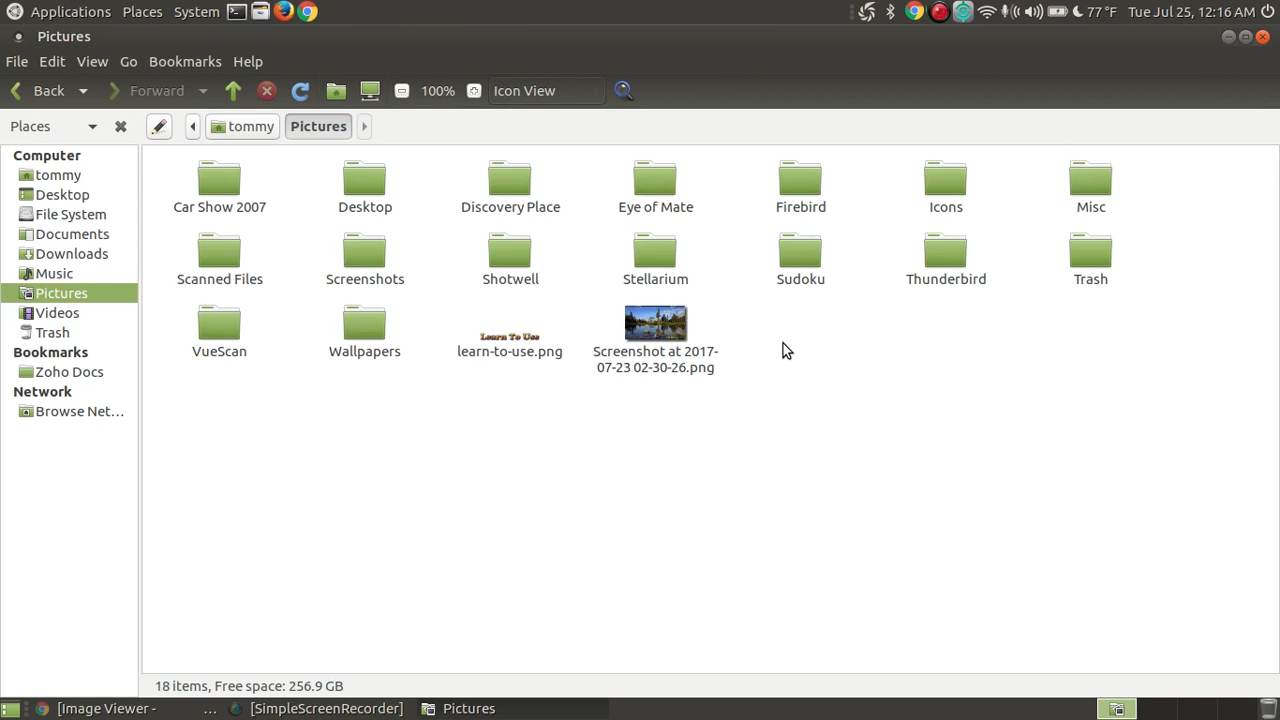 Applications Places System 77 °F Tue Jul 25, 12:16 AM
Pictures
File Edit View Go Bookmarks Help
Back Forward 100% Icon View
Places tommy Pictures
Computer
tommy
Desktop
File System
Documents
Downloads
Music
Pictures
Videos
Trash
Bookmarks
Zoho Docs
Network
Browse Net...
Car Show 2007 Desktop Discovery Place Eye of Mate Firebird Icons Misc
Scanned Files Screenshots Shotwell Stellarium Sudoku Thunderbird Trash
Learn To Use
VueScan Wallpapers learn-to-use.png Screenshot at 2017-
07-23 02-30-26.png
18 items, Free space: 256.9 GB
[Image Viewer - ... [SimpleScreenRecorder] Pictures